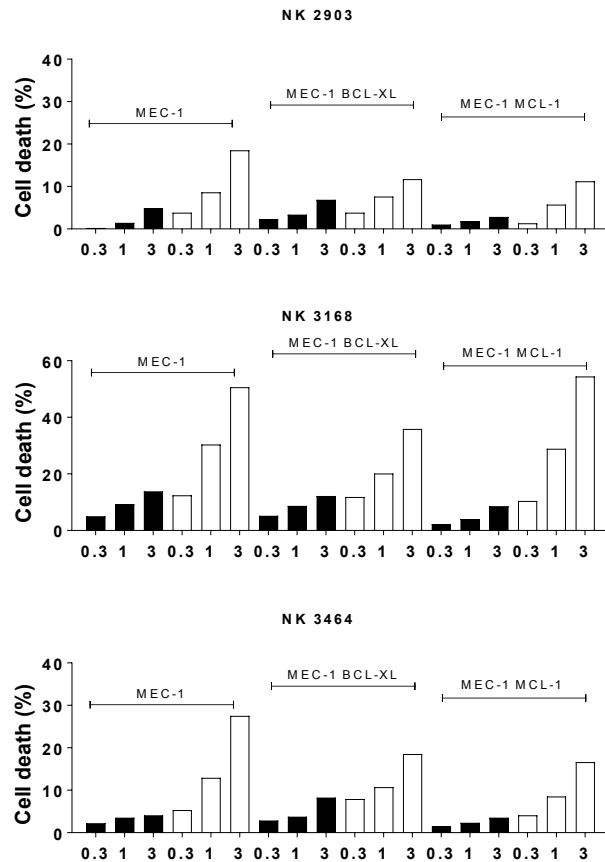 NK 2903
Cell death (%)
40
30
20
10
0
MEC-1
MEC-1 BCL-XL
MEC-1 MCL-1
0.3 1 3 0.3 1 3 0.3 1 3 0.3 1 3 0.3 1 3 0.3 1 3
NK 3168
Cell death (%)
60
40
20
0
MEC-1
MEC-1 BCL-XL
MEC-1 MCL-1
0.3 1 3 0.3 1 3 0.3 1 3 0.3 1 3 0.3 1 3 0.3 1 3
NK 3464
Cell death (%)
40
30
20
10
0
MEC-1
MEC-1 BCL-XL
MEC-1 MCL-1
0.3 1 3 0.3 1 3 0.3 1 3 0.3 1 3 0.3 1 3 0.3 1 3